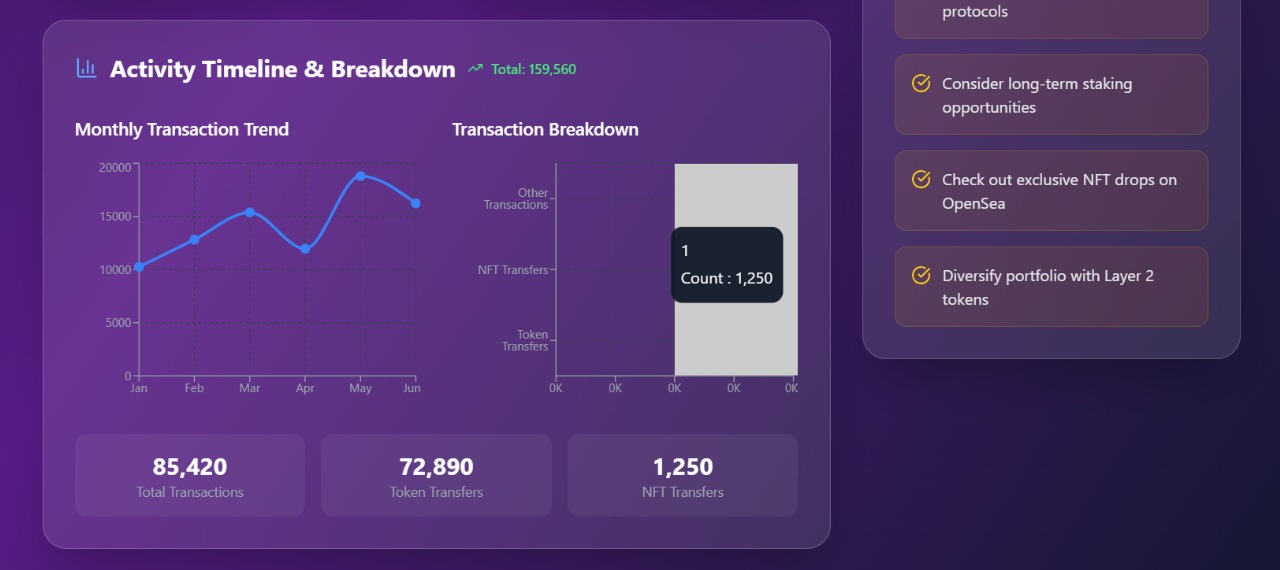 Activity Timeline & Breakdown
Total: 159,560
Monthly Transaction Trend
20000
15000
10000
5000
0
Jan Feb Mar Apr May Jun
Transaction Breakdown
Other
Transactions
NFT Transfers
Token
Transfers
0K 0K 0K 0K 0K
1
Count : 1,250
85,420
Total Transactions
72,890
Token Transfers
1,250
NFT Transfers
protocols
Consider long-term staking
opportunities
Check out exclusive NFT drops on
OpenSea
Diversify portfolio with Layer 2
tokens